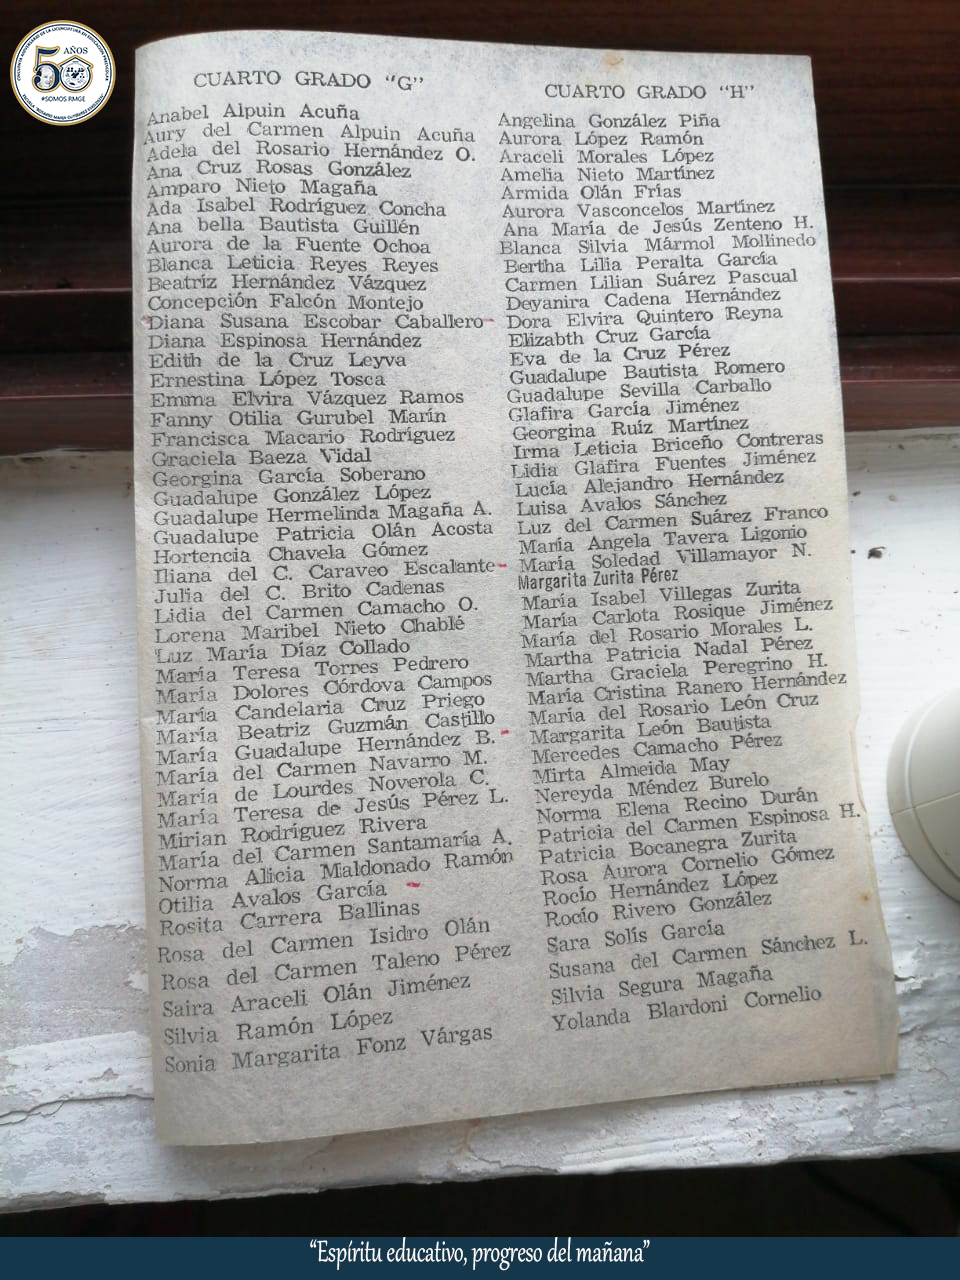 CINCUENTA ANIVERSARIO DE LA LICENCIATURA EN EDUCACIÓN PREESCOLAR
50 AÑOS
#SOMOS RMGE
ESCUELA "ROSARIO MARÍA GUTIÉRREZ ESKILDSEN"
CUARTO GRADO "G"
Anabel Alpuin Acuña
Aury del Carmen Alpuin Acuña
Adela del Rosario Hernández O.
Ana Cruz Rosas González
Amparo Nieto Magaña
Ada Isabel Rodríguez Concha
Ana bella Bautista Guillén
Aurora de la Fuente Ochoa
Blanca Leticia Reyes Reyes
Beatríz Hernández Vázquez
Concepción Falcón Montejo
Diana Susana Escobar Caballero
Diana Espinosa Hernández
Edith de la Cruz Leyva
Ernestina López Tosca
Emma Elvira Vázquez Ramos
Fanny Otilia Gurubel Marín
Francisca Macario Rodríguez
Graciela Baeza Vidal
Georgina García Soberano
Guadalupe González López
Guadalupe Hermelinda Magaña A.
Guadalupe Patricia Olán Acosta
Hortencia Chavela Gómez
Iliana del C. Caraveo Escalante
Julia del C. Brito Cadenas
Lidia del Carmen Camacho O.
Lorena Maribel Nieto Chablé
Luz María Díaz Collado
María Teresa Torres Pedrero
María Dolores Córdova Campos
María Candelaria Cruz Priego
María Beatriz Guzmán Castillo
María Guadalupe Hernández B.
María del Carmen Navarro M.
María de Lourdes Noverola C.
María Teresa de Jesús Pérez L.
Mirian Rodríguez Rivera
María del Carmen Santamaría A.
Norma Alicia Maldonado Ramón
Otilia Avalos García
Rosita Carrera Ballinas
Rosa del Carmen Isidro Olán
Rosa del Carmen Taleno Pérez
Saira Araceli Olán Jiménez
Silvia Ramón López
Sonia Margarita Fonz Várgas
CUARTO GRADO "H"
Angelina González Piña
Aurora López Ramón
Araceli Morales López
Amelia Nieto Martínez
Armida Olán Frías
Aurora Vasconcelos Martínez
Ana María de Jesús Zenteno H.
Blanca Silvia Mármol Mollinedo
Bertha Lilia Peralta García
Carmen Lilian Suárez Pascual
Deyanira Cadena Hernández
Dora Elvira Quintero Reyna
Elizabth Cruz García
Eva de la Cruz Pérez
Guadalupe Bautista Romero
Guadalupe Sevilla Carballo
Glafira García Jiménez
Georgina Ruíz Martínez
Irma Leticia Briceño Contreras
Lidia Glafira Fuentes Jiménez
Lucía Alejandro Hernández
Luisa Avalos Sánchez
Luz del Carmen Suárez Franco
María Angela Tavera Ligonio
María Soledad Villamayor N.
Margarita Zurita Pérez
María Isabel Villegas Zurita
María Carlota Rosique Jiménez
María del Rosario Morales L.
Martha Patricia Nadal Pérez
Martha Graciela Peregrino H.
María Cristina Ranero Hernández
María del Rosario León Cruz
Margarita León Bautista
Mercedes Camacho Pérez
Mirta Almeida May
Nereyda Méndez Burelo
Norma Elena Recino Durán
Patricia del Carmen Espinosa H.
Patricia Bocanegra Zurita
Rosa Aurora Cornelio Gómez
Rocío Hernández López
Rocío Rivero González
Sara Solís García
Susana del Carmen Sánchez L.
Silvia Segura Magaña
Yolanda Blardoni Cornelio
"Espíritu educativo, progreso del mañana"